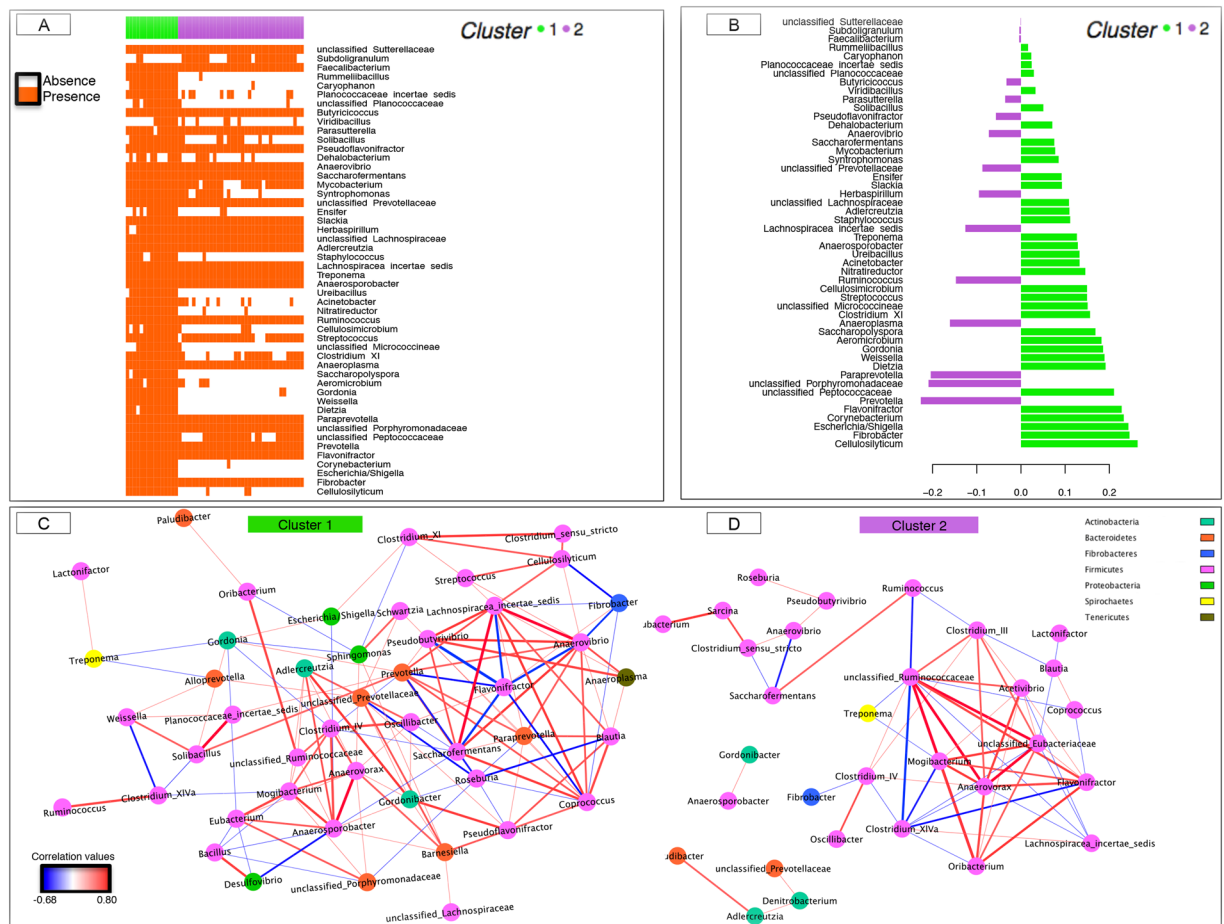 A
Cluster 1 2
Absence
Presence
unclassified Sutterellaceae
Subdoligranulum
Faecalibacterium
Rummeliibacillus
Caryophanon
Planococcaceae incertae sedis
unclassified Planococcaceae
Butyricicoccus
Viridibacillus
Parasutterella
Solibacillus
Pseudoflavonifractor
Dehalobacterium
Anaerovibrio
Saccharofermentans
Mycobacterium
Syntrophomonas
unclassified Prevotellaceae
Ensifer
Slackia
Herbaspirillum
unclassified Lachnospiraceae
Adlercreutzia
Staphylococcus
Lachnospiracea incertae sedis
Treponema
Anaerosporobacter
Ureibacillus
Acinetobacter
Nitratireductor
Ruminococcus
Cellulosimicrobium
Streptococcus
unclassified Micrococcineae
Clostridium XI
Anaeroplasma
Saccharopolyspora
Aeromicrobium
Gordonia
Weissella
Dietzia
Paraprevotella
unclassified Porphyromonadaceae
unclassified Peptococcaceae
Prevotella
Flavonifractor
Corynebacterium
Escherichia/Shigella
Fibrobacter
Cellulosilyticum
B
Cluster 1 2
unclassified Sutterellaceae
Subdoligranulum
Faecalibacterium
Rummeliibacillus
Caryophanon
Planococcaceae incertae sedis
unclassified Planococcaceae
Butyricicoccus
Viridibacillus
Parasutterella
Solibacillus
Pseudoflavonifractor
Dehalobacterium
Anaerovibrio
Saccharofermentans
Mycobacterium
Syntrophomonas
unclassified Prevotellaceae
Ensifer
Slackia
Herbaspirillum
unclassified Lachnospiraceae
Adlercreutzia
Staphylococcus
Lachnospiracea incertae sedis
Treponema
Anaerosporobacter
Ureibacillus
Acinetobacter
Nitratireductor
Ruminococcus
Cellulosimicrobium
Streptococcus
unclassified Micrococcineae
Clostridium XI
Anaeroplasma
Saccharopolyspora
Aeromicrobium
Gordonia
Weissella
Dietzia
Paraprevotella
unclassified Porphyromonadaceae
unclassified Peptococcaceae
Prevotella
Flavonifractor
Corynebacterium
Escherichia/Shigella
Fibrobacter
Cellulosilyticum
−0.2 −0.1 0.0 0.1 0.2
C
Cluster 1
Paludibacter
Clostridium_XI
Clostridium_sensu_stricto
Cellulosilyticum
Lactonifactor
Streptococcus
Oribacterium
Fibrobacter
Lachnospiracea_incertae_sedis
Schwartzia
Escherichia/Shigella
Pseudobutyrivibrio
Gordonia
Anaerovibrio
Sphingomonas
Treponema
Adlercreutzia
Prevotella
Anaeroplasma
Alloprevotella
Flavonifractor
unclassified_Prevotellaceae
Weissella
Planococcaceae_incertae_sedis
Oscillibacter
Clostridium_IV
Paraprevotella
Blautia
Solibacillus
Saccharofermentans
unclassified_Ruminococcaceae
Anaerovorax
Roseburia
Mogibacterium
Clostridium_XIVa
Gordonibacter
Coprococcus
Ruminococcus
Eubacterium
Anaerosporobacter
Pseudoflavonifractor
Bacillus
Barnesiella
Desulfovibrio
unclassified_Porphyromonadaceae
unclassified_Lachnospiraceae
Correlation values
-0.68 0.80
D
Cluster 2
Actinobacteria
Bacteroidetes
Fibrobacteres
Firmicutes
Proteobacteria
Spirochaetes
Tenericutes
Roseburia
Ruminococcus
Pseudobutyrivibrio
Sarcina
ubacterium
Anaerovibrio
Clostridium_III
Lactonifactor
Clostridium_sensu_stricto
Blautia
unclassified_Ruminococcaceae
Saccharofermentans
Acetivibrio
Treponema
Coprococcus
unclassified_Eubacteriaceae
Gordonibacter
Mogibacterium
Clostridium_IV
Flavonifractor
Anaerovorax
Anaerosporobacter
Fibrobacter
Clostridium_XIVa
Oscillibacter
Lachnospiracea_incertae_sedis
udibacter
unclassified_Prevotellaceae
Oribacterium
Denitrobacterium
Adlercreutzia